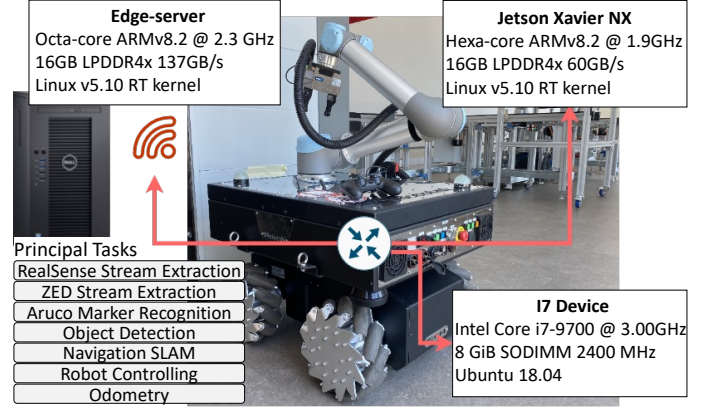 Edge-server
Octa-core ARMv8.2 @ 2.3 GHz
16GB LPDDR4x 137GB/s
Linux v5.10 RT kernel
Jetson Xavier NX
Hexa-core ARMv8.2 @ 1.9GHz
16GB LPDDR4x 60GB/s
Linux v5.10 RT kernel
DELL
Principal Tasks
RealSense Stream Extraction
ZED Stream Extraction
Aruco Marker Recognition
Object Detection
Navigation SLAM
Robot Controlling
Odometry
I7 Device
Intel Core i7-9700 @ 3.00GHz
8 GiB SODIMM 2400 MHz
Ubuntu 18.04